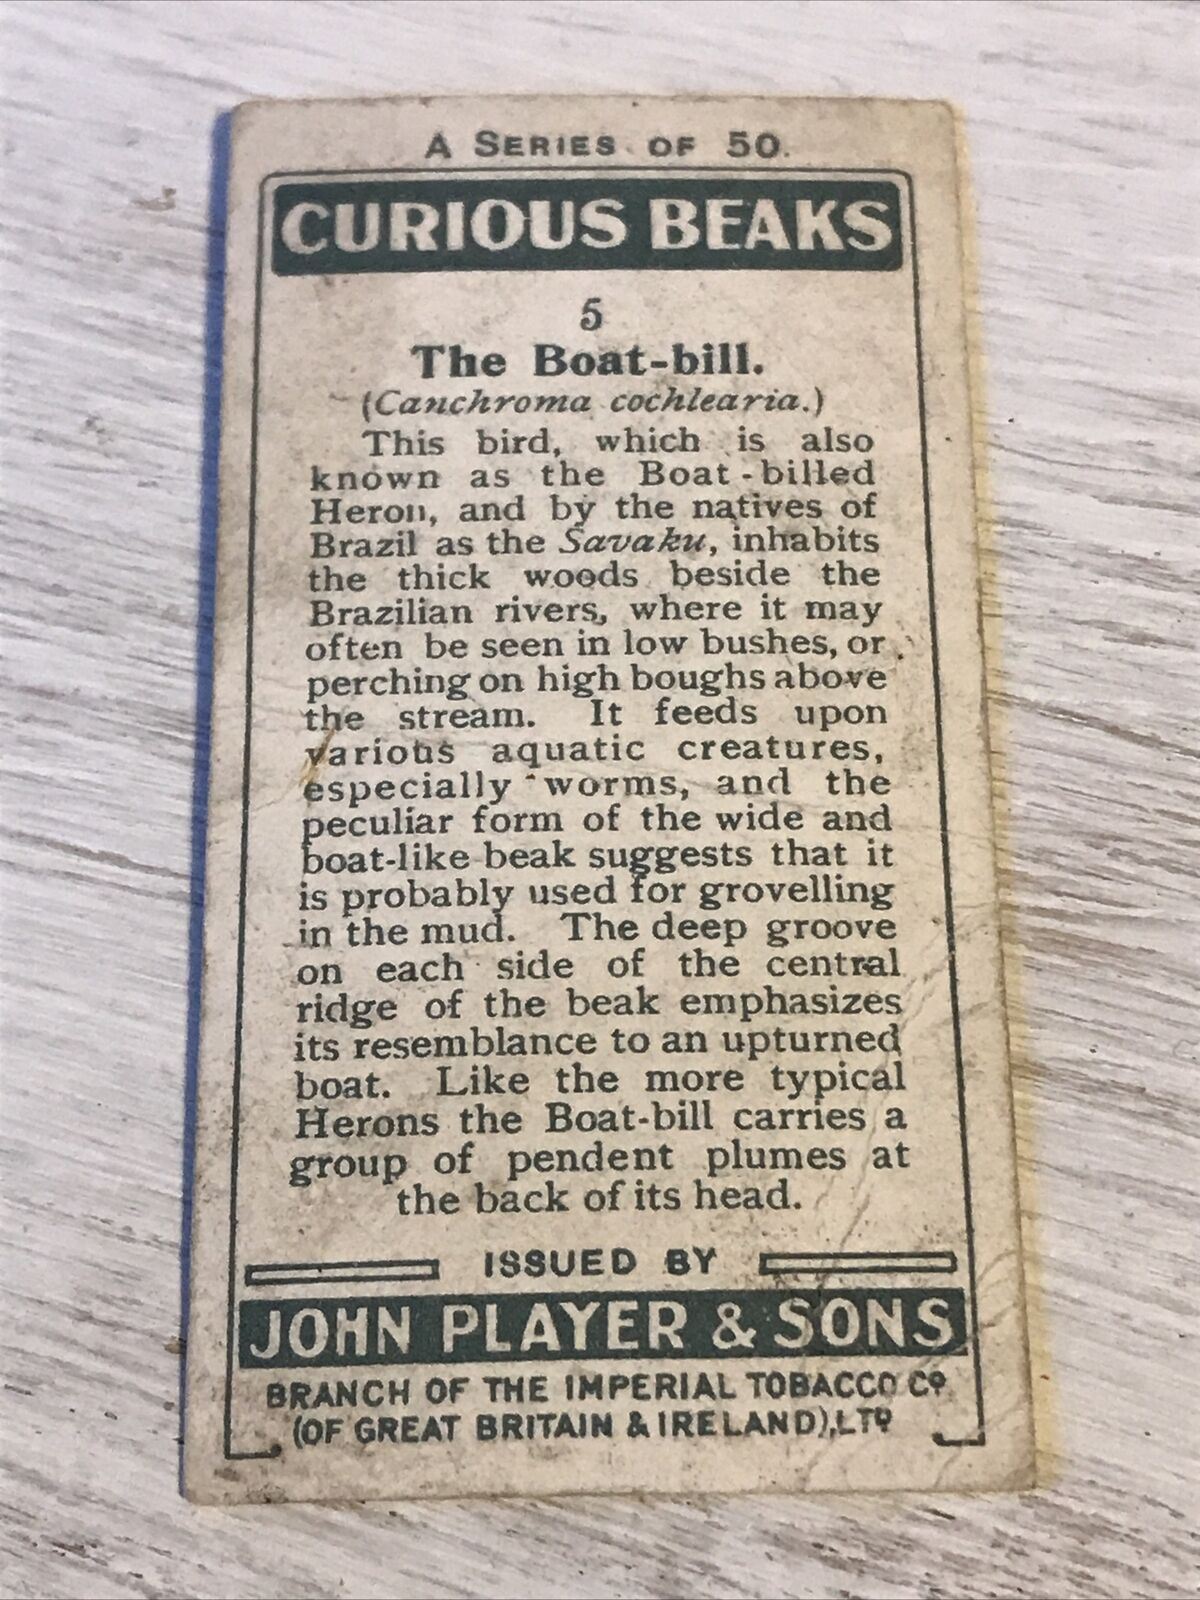 A SERIES OF 50.
CURIOUS BEAKS
5
The Boat-bill.
(Canchroma cochlearia.)
This bird, which is also
known as the Boat-billed
Heron, and by the natives of
Brazil as the Savaku, inhabits
the thick woods beside the
Brazilian rivers, where it may
often be seen in low bushes, or
perching on high boughs above
the stream. It feeds upon
various aquatic creatures,
especially worms, and the
peculiar form of the wide and
boat-like beak suggests that it
is probably used for grovelling
in the mud. The deep groove
on each side of the central
ridge of the beak emphasizes
its resemblance to an upturned
boat. Like the more typical
Herons the Boat-bill carries a
group of pendent plumes at
the back of its head.
ISSUED BY
JOHN PLAYER & SONS
BRANCH OF THE IMPERIAL TOBACCO Co
(OF GREAT BRITAIN & IRELAND), LTD